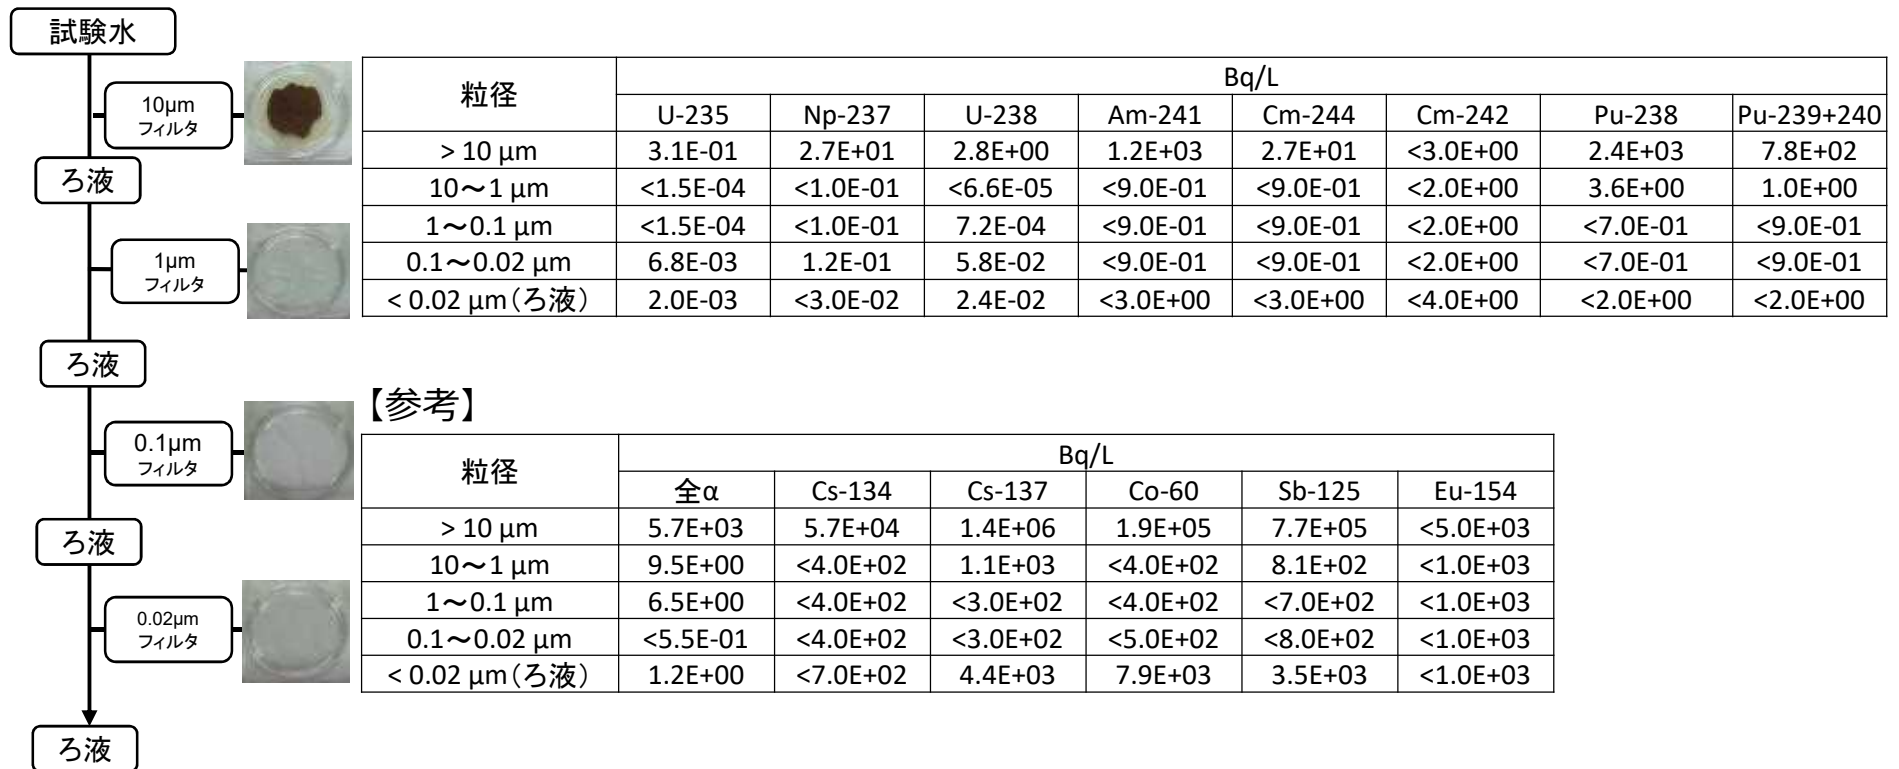 試験水
10µm
フィルタ
ろ液
1µm
フィルタ
ろ液
0.1µm
フィルタ
ろ液
0.02µm
フィルタ
ろ液
粒径 Bq/L
U-235 Np-237 U-238 Am-241 Cm-244 Cm-242 Pu-238 Pu-239+240
> 10 µm 3.1E-01 2.7E+01 2.8E+00 1.2E+03 2.7E+01 <3.0E+00 2.4E+03 7.8E+02
10～1 µm <1.5E-04 <1.0E-01 <6.6E-05 <9.0E-01 <9.0E-01 <2.0E+00 3.6E+00 1.0E+00
1～0.1 µm <1.5E-04 <1.0E-01 7.2E-04 <9.0E-01 <9.0E-01 <2.0E+00 <7.0E-01 <9.0E-01
0.1～0.02 µm 6.8E-03 1.2E-01 5.8E-02 <9.0E-01 <9.0E-01 <2.0E+00 <7.0E-01 <9.0E-01
< 0.02 µm（ろ液） 2.0E-03 <3.0E-02 2.4E-02 <3.0E+00 <3.0E+00 <4.0E+00 <2.0E+00 <2.0E+00
【参考】
粒径 Bq/L
全α Cs-134 Cs-137 Co-60 Sb-125 Eu-154
> 10 µm 5.7E+03 5.7E+04 1.4E+06 1.9E+05 7.7E+05 <5.0E+03
10～1 µm 9.5E+00 <4.0E+02 1.1E+03 <4.0E+02 8.1E+02 <1.0E+03
1～0.1 µm 6.5E+00 <4.0E+02 <3.0E+02 <4.0E+02 <7.0E+02 <1.0E+03
0.1～0.02 µm <5.5E-01 <4.0E+02 <3.0E+02 <5.0E+02 <8.0E+02 <1.0E+03
< 0.02 µm（ろ液） 1.2E+00 <7.0E+02 4.4E+03 7.9E+03 3.5E+03 <1.0E+03